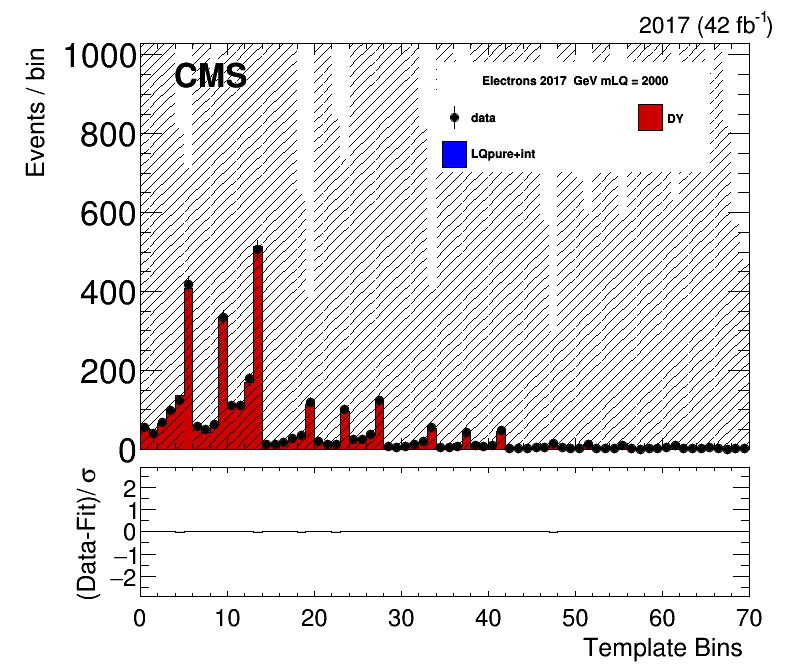 2017 (42 fb-1)
Events / bin
CMS
Electrons 2017 GeV mLQ = 2000
data
DY
LQpure+int
1000
800
600
400
200
0
(Data-Fit)/ σ
2
1
0
−1
−2
0 10 20 30 40 50 60 70
Template Bins